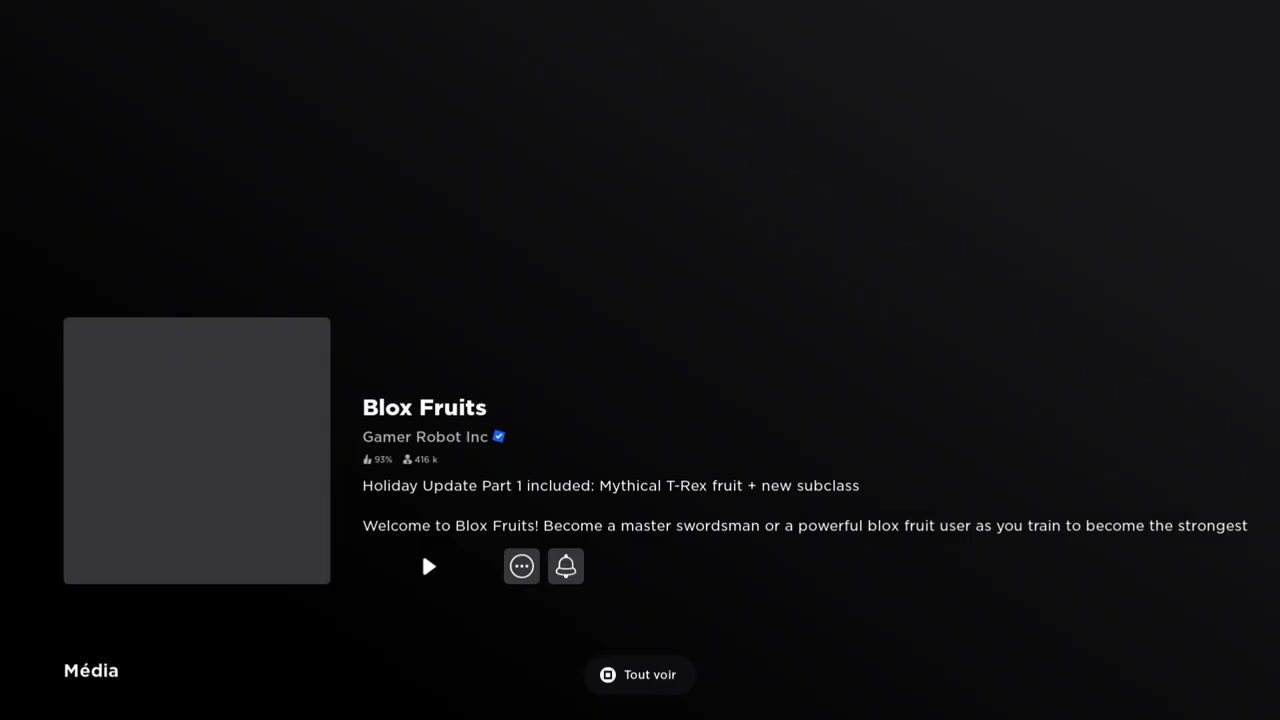 Blox Fruits
Gamer Robot Inc
93% 416 k
Holiday Update Part 1 included: Mythical T-Rex fruit + new subclass
Welcome to Blox Fruits! Become a master swordsman or a powerful blox fruit user as you train to become the strongest
Média
Tout voir